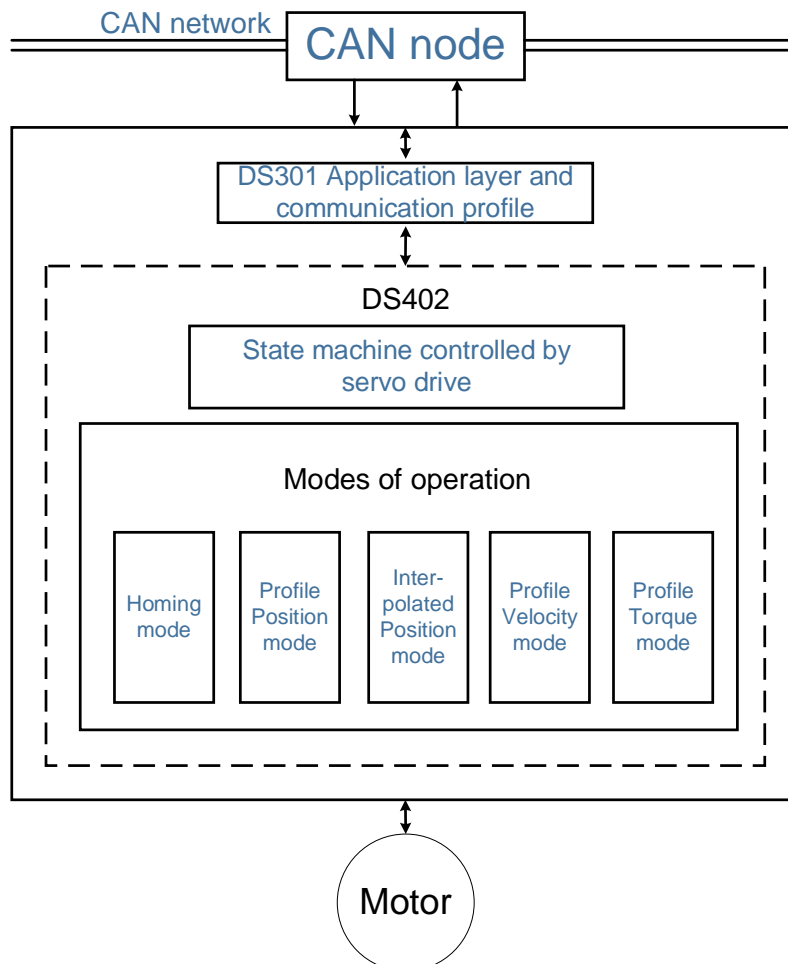 CAN network
CAN node
DS301 Application layer and
communication profile
DS402
State machine controlled by
servo drive
Modes of operation
Homing
mode
Profile
Position
mode
Inter-
polated
Position
mode
Profile
Velocity
mode
Profile
Torque
mode
Motor